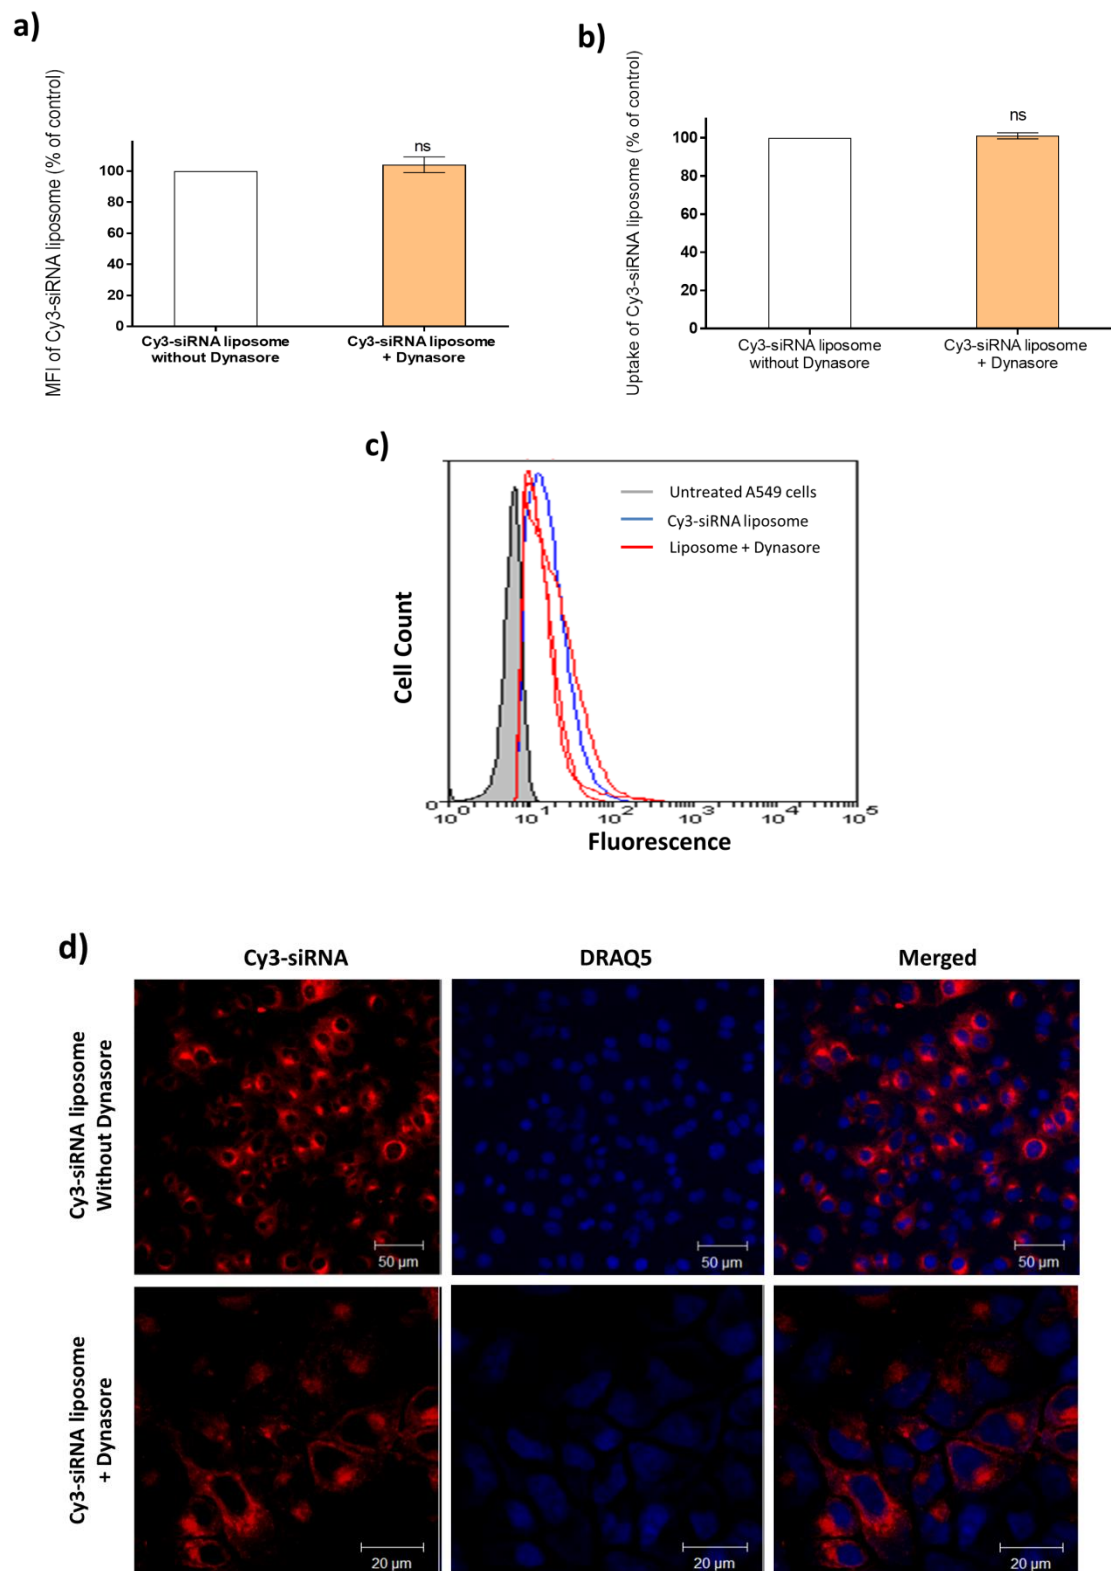 a)
MFI of Cy3-siRNA liposome (% of control)
100
80
60
40
20
0
ns
Cy3-siRNA liposome
without Dynasore
Cy3-siRNA liposome
+ Dynasore
b)
Uptake of Cy3-siRNA liposome (% of control)
100
80
60
40
20
0
ns
Cy3-siRNA liposome
without Dynasore
Cy3-siRNA liposome
+ Dynasore
c)
Cell Count
Untreated A549 cells
Cy3-siRNA liposome
Liposome + Dynasore
0
10^0 10^1 10^2 10^3 10^4 10^5
Fluorescence
d)
Cy3-siRNA DRAQ5 Merged
Cy3-siRNA liposome
Without Dynasore
50 µm 50 µm 50 µm
Cy3-siRNA liposome
+ Dynasore
20 µm 20 µm 20 µm